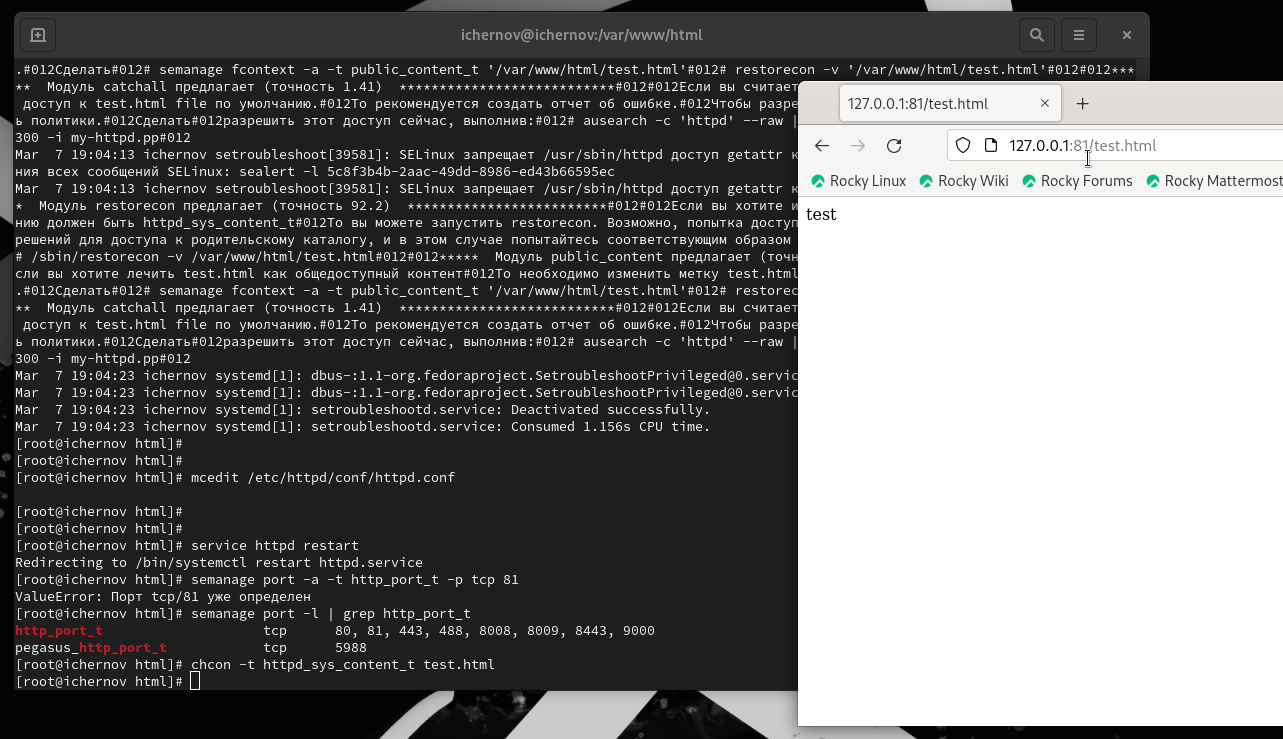 ichernov@ichernov:/var/www/html
.#012Сделать#012# semanage fcontext -a -t public_content_t '/var/www/html/test.html'#012# restorecon -v '/var/www/html/test.html'#012#012***
**  Модуль catchall предлагает (точность 1.41)  ***************************#012#012Если вы считает
 доступ к test.html file по умолчанию.#012То рекомендуется создать отчет об ошибке.#012Чтобы разре
ь политики.#012Сделать#012разрешить этот доступ сейчас, выполнив:#012# ausearch -c 'httpd' --raw |
300 -i my-httpd.pp#012
Mar  7 19:04:13 ichernov setroubleshoot[39581]: SELinux запрещает /usr/sbin/httpd доступ getattr к
ния всех сообщений SELinux: sealert -l 5c8f3b4b-2aac-49dd-8986-ed43b66595ec
Mar  7 19:04:13 ichernov setroubleshoot[39581]: SELinux запрещает /usr/sbin/httpd доступ getattr к
*  Модуль restorecon предлагает (точность 92.2)  *************************#012#012Если вы хотите и
нию должен быть httpd_sys_content_t#012То вы можете запустить restorecon. Возможно, попытка доступ
решений для доступа к родительскому каталогу, и в этом случае попытайтесь соответствующим образом
# /sbin/restorecon -v /var/www/html/test.html#012#012*****  Модуль public_content предлагает (точн
сли вы хотите лечить test.html как общедоступный контент#012То необходимо изменить метку test.html
.#012Сделать#012# semanage fcontext -a -t public_content_t '/var/www/html/test.html'#012# restorec
**  Модуль catchall предлагает (точность 1.41)  ***************************#012#012Если вы считает
 доступ к test.html file по умолчанию.#012То рекомендуется создать отчет об ошибке.#012Чтобы разре
ь политики.#012Сделать#012разрешить этот доступ сейчас, выполнив:#012# ausearch -c 'httpd' --raw |
300 -i my-httpd.pp#012
Mar  7 19:04:23 ichernov systemd[1]: dbus-:1.1-org.fedoraproject.SetroubleshootPrivileged@0.servic
Mar  7 19:04:23 ichernov systemd[1]: dbus-:1.1-org.fedoraproject.SetroubleshootPrivileged@0.servic
Mar  7 19:04:23 ichernov systemd[1]: setroubleshootd.service: Deactivated successfully.
Mar  7 19:04:23 ichernov systemd[1]: setroubleshootd.service: Consumed 1.156s CPU time.
[root@ichernov html]#
[root@ichernov html]#
[root@ichernov html]# mcedit /etc/httpd/conf/httpd.conf
[root@ichernov html]#
[root@ichernov html]#
[root@ichernov html]# service httpd restart
Redirecting to /bin/systemctl restart httpd.service
[root@ichernov html]# semanage port -a -t http_port_t -p tcp 81
ValueError: Порт tcp/81 уже определен
[root@ichernov html]# semanage port -l | grep http_port_t
http_port_t                    tcp      80, 81, 443, 488, 8008, 8009, 8443, 9000
pegasus_http_port_t            tcp      5988
[root@ichernov html]# chcon -t httpd_sys_content_t test.html
[root@ichernov html]#
127.0.0.1:81/test.html
127.0.0.1:81/test.html
Rocky Linux Rocky Wiki Rocky Forums Rocky Mattermost
test